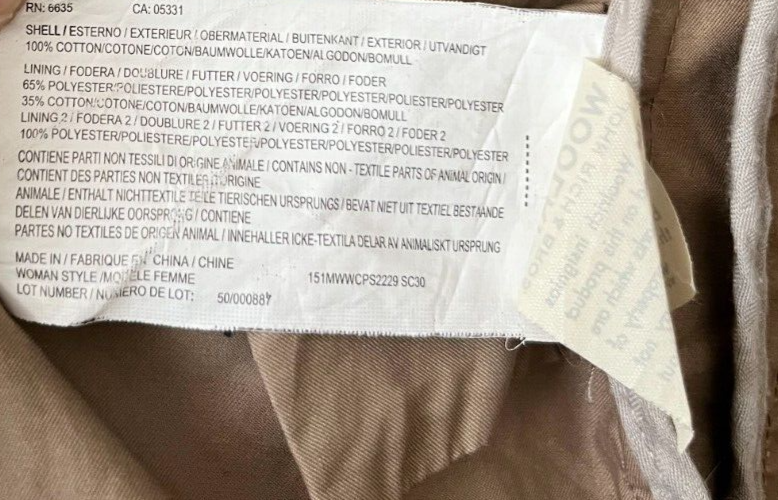 RN: 6635 CA: 05331
SHELL / ESTERNO / EXTERIEUR / OBERMATERIAL / BUITENKANT / EXTERIOR / UTVANDIGT
100% COTTON/COTONE/COTON/BAUMWOLLE/KATOEN/ALGODON/BOMULL
LINING / FODERA / DOUBLURE / FUTTER / VOERING / FORRO / FODER
65% POLYESTER/POLIESTERE/POLYESTER/POLYESTER/POLYESTER/POLIESTER/POLYESTER
35% COTTON/COTONE/COTON/BAUMWOLLE/KATOEN/ALGODON/BOMULL
LINING 2 / FODERA 2 / DOUBLURE 2 / FUTTER 2 / VOERING 2 / FORRO 2 / FODER 2
100% POLYESTER/POLIESTERE/POLYESTER/POLYESTER/POLYESTER/POLIESTER/POLYESTER
CONTIENE PARTI NON TESSILI DI ORIGINE ANIMALE / CONTAINS NON - TEXTILE PARTS OF ANIMAL ORIGIN /
CONTIENT DES PARTIES NON TEXTILES ORIGINE
ANIMALE / ENTHALT NICHTTEXTILE TEILE TIERISCHEN URSPRUNGS / BEVAT NIET UIT TEXTIEL BESTAANDE
DELEN VAN DIERLIJKE OORSPRONG / CONTIENE
PARTES NO TEXTILES DE ORIGEN ANIMAL / INNEHALLER ICKE-TEXTILA DELAR AV ANIMALISKT URSPRUNG
MADE IN / FABRIQUE EN CHINA / CHINE
WOMAN STYLE / MODELE FEMME 151MWWCPS2229 SC30
LOT NUMBER / NUMERO DE LOT: 50/000887